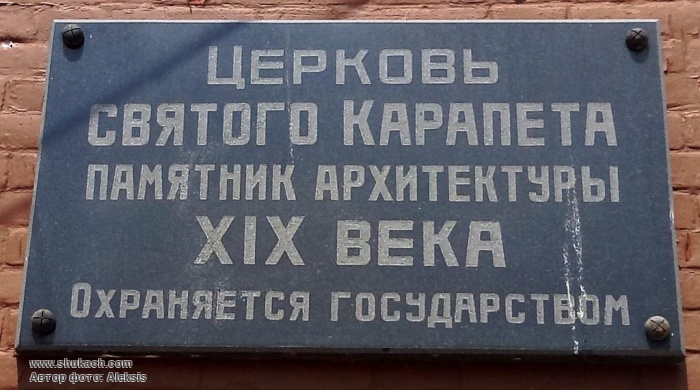 ЦЕРКОВЬ
СВЯТОГО КАРАПЕТА
ПАМЯТНИК АРХИТЕКТУРЫ
XIX ВЕКА
ОХРАНЯЕТСЯ ГОСУДАРСТВОМ
www.shukach.com
Автор фото: Aleksis